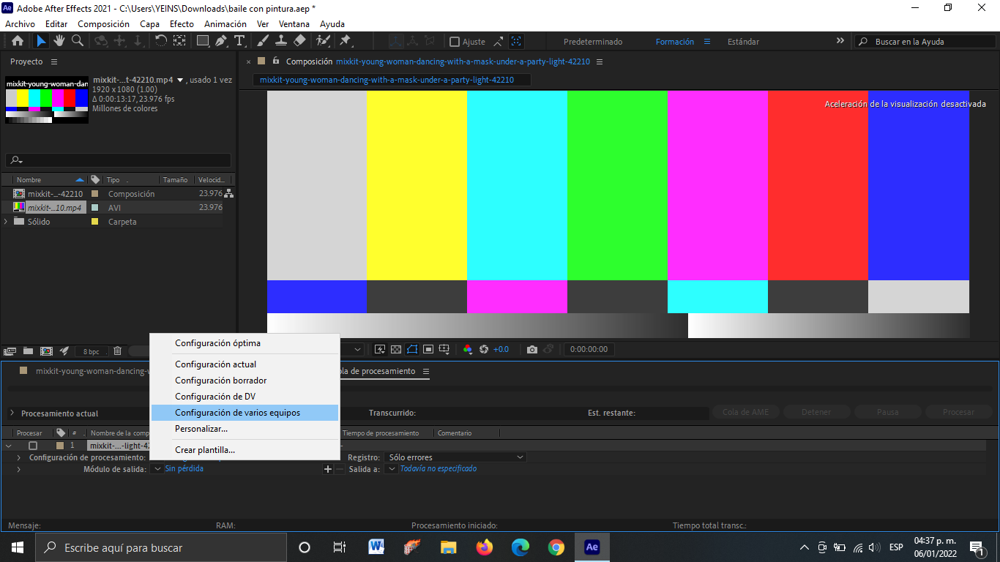 Ae Adobe After Effects 2021 - C:\Users\YEINS\Downloads\baile con pintura.aep *
Archivo Editar Composición Capa Efecto Animación Ver Ventana Ayuda
Ajuste Predeterminado Formación Estándar Buscar en la Ayuda
Proyecto
mixkit-young-woman-dan
mixkit-...t-42210.mp4 , usado 1 vez
1920 x 1080 (1.00)
Δ 0:00:13:17, 23.976 fps
Millones de colores
Composición mixkit-young-woman-dancing-with-a-mask-under-a-party-light-42210
mixkit-young-woman-dancing-with-a-mask-under-a-party-light-42210
Aceleración de la visualización desactivada
Nombre Tipo Tamaño Velocid...
mixkit-...-42210 Composición 23.976
mixkit-...10.mp4 AVI 23.976
Sólido Carpeta
8 bpc
+0.0 0:00:00:00
Configuración óptima
Configuración actual
Configuración borrador
Configuración de DV
Configuración de varios equipos
Personalizar...
Crear plantilla...
mixkit-young-woman-dancing-w
la de procesamiento
Procesamiento actual Transcurrido: Est. restante: Cola de AME Detener Pausa Procesar
Procesar # Nombre de la comp Tiempo de procesamiento Comentario
1 mixkit-...-light-42
Configuración de procesamiento: Registro: Sólo errores
Módulo de salida: Sin pérdida Salida a: Todavía no especificado
Mensaje: RAM: Procesamiento iniciado: Tiempo total transc.:
Escribe aquí para buscar
W
Ae
ESP
04:37 p. m.
06/01/2022
1